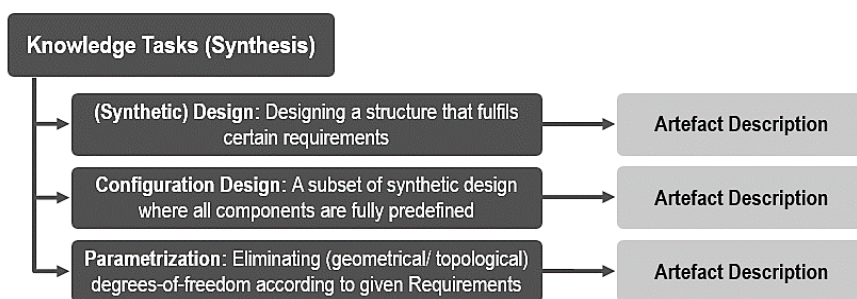 Knowledge Tasks (Synthesis)
(Synthetic) Design: Designing a structure that fulfils
certain requirements
Artefact Description
Configuration Design: A subset of synthetic design
where all components are fully predefined
Artefact Description
Parametrization: Eliminating (geometrical/ topological)
degrees-of-freedom according to given Requirements
Artefact Description